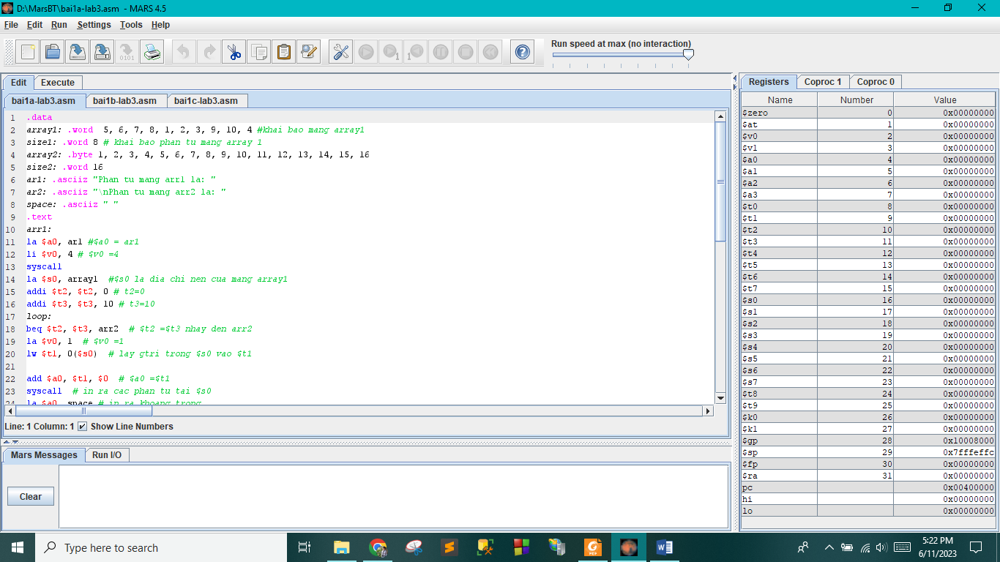 D:\MarsBT\bai1a-lab3.asm - MARS 4.5
File Edit Run Settings Tools Help
Run speed at max (no interaction)
Edit Execute
bai1a-lab3.asm bai1b-lab3.asm bai1c-lab3.asm
1 .data
2 array1: .word 5, 6, 7, 8, 1, 2, 3, 9, 10, 4 #khai bao mang array1
3 size1: .word 8 # khai bao phan tu mang array 1
4 array2: .byte 1, 2, 3, 4, 5, 6, 7, 8, 9, 10, 11, 12, 13, 14, 15, 16
5 size2: .word 16
6 ar1: .asciiz "Phan tu mang arr1 la: "
7 ar2: .asciiz "\nPhan tu mang arr2 la: "
8 space: .asciiz " "
9 .text
10 arr1:
11 la $a0, ar1 #$a0 = ar1
12 li $v0, 4 # $v0 =4
13 syscall
14 la $s0, array1 #$s0 la dia chi nen cua mang array1
15 addi $t2, $t2, 0 # t2=0
16 addi $t3, $t3, 10 # t3=10
17 loop:
18 beq $t2, $t3, arr2 # $t2 =$t3 nhay den arr2
19 la $v0, 1 # $v0 =1
20 lw $t1, 0($s0) # lay gtri trong $s0 vao $t1
21
22 add $a0, $t1, $0 # $a0 =$t1
23 syscall # in ra cac phan tu tai $s0
24 la $a0, space # in ra khoang trong
Line: 1 Column: 1 Show Line Numbers
Mars Messages Run I/O
Clear
Registers Coproc 1 Coproc 0
Name Number Value
$zero 0 0x00000000
$at 1 0x00000000
$v0 2 0x00000000
$v1 3 0x00000000
$a0 4 0x00000000
$a1 5 0x00000000
$a2 6 0x00000000
$a3 7 0x00000000
$t0 8 0x00000000
$t1 9 0x00000000
$t2 10 0x00000000
$t3 11 0x00000000
$t4 12 0x00000000
$t5 13 0x00000000
$t6 14 0x00000000
$t7 15 0x00000000
$s0 16 0x00000000
$s1 17 0x00000000
$s2 18 0x00000000
$s3 19 0x00000000
$s4 20 0x00000000
$s5 21 0x00000000
$s6 22 0x00000000
$s7 23 0x00000000
$t8 24 0x00000000
$t9 25 0x00000000
$k0 26 0x00000000
$k1 27 0x00000000
$gp 28 0x10008000
$sp 29 0x7fffeffc
$fp 30 0x00000000
$ra 31 0x00000000
pc 0x00400000
hi 0x00000000
lo 0x00000000
Type here to search
5:22 PM
6/11/2023